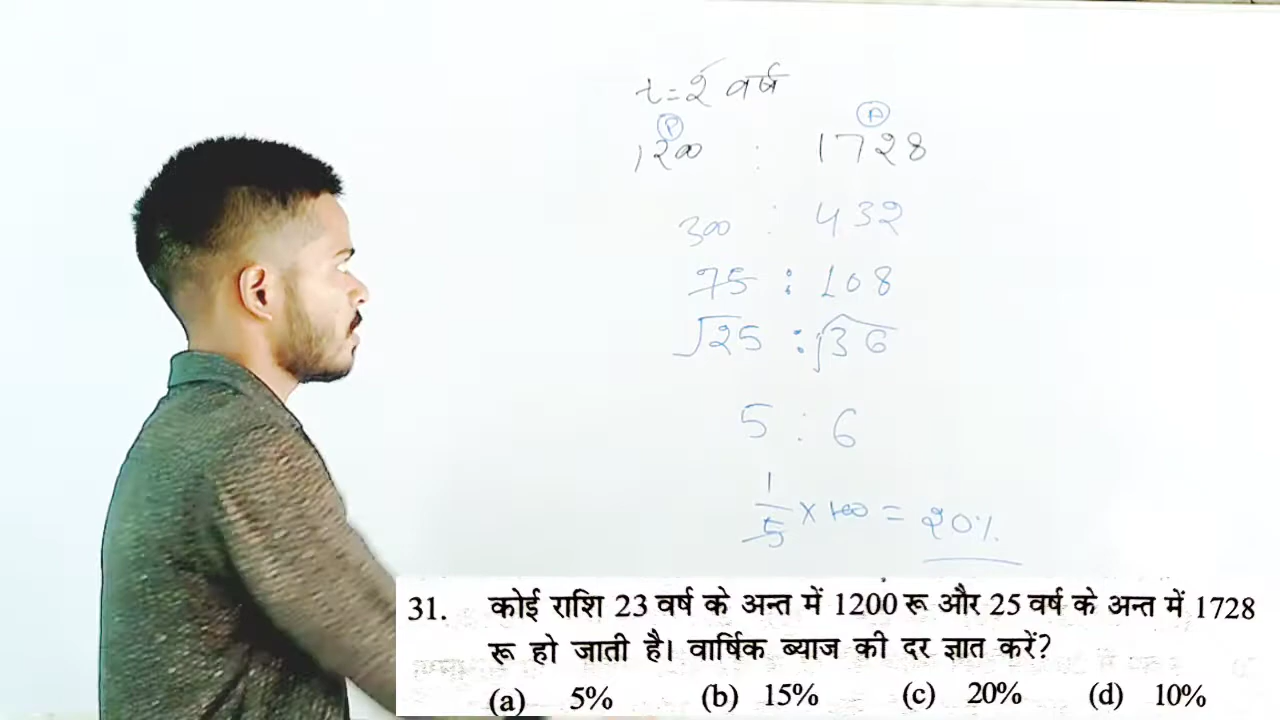 t = 2 वर्ष
P A
1200 : 1728
300 : 432
75 : 108
√25 : √36
5 : 6
1/5 × 100 = 20%
31. कोई राशि 23 वर्ष के अन्त में 1200 रू और 25 वर्ष के अन्त में 1728
रू हो जाती है। वार्षिक ब्याज की दर ज्ञात करें?
(a) 5% (b) 15% (c) 20% (d) 10%